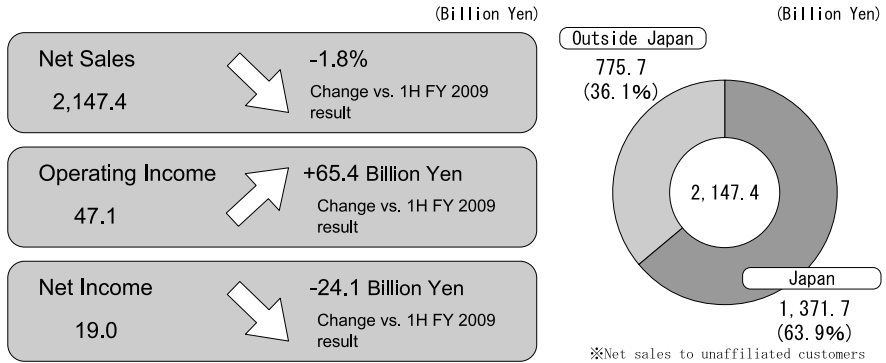 (Billion Yen)
Net Sales
2,147.4
-1.8%
Change vs. 1H FY 2009
result
Operating Income
47.1
+65.4 Billion Yen
Change vs. 1H FY 2009
result
Net Income
19.0
-24.1 Billion Yen
Change vs. 1H FY 2009
result
(Billion Yen)
Outside Japan
775.7
(36.1%)
2,147.4
Japan
1,371.7
(63.9%)
※Net sales to unaffiliated customers